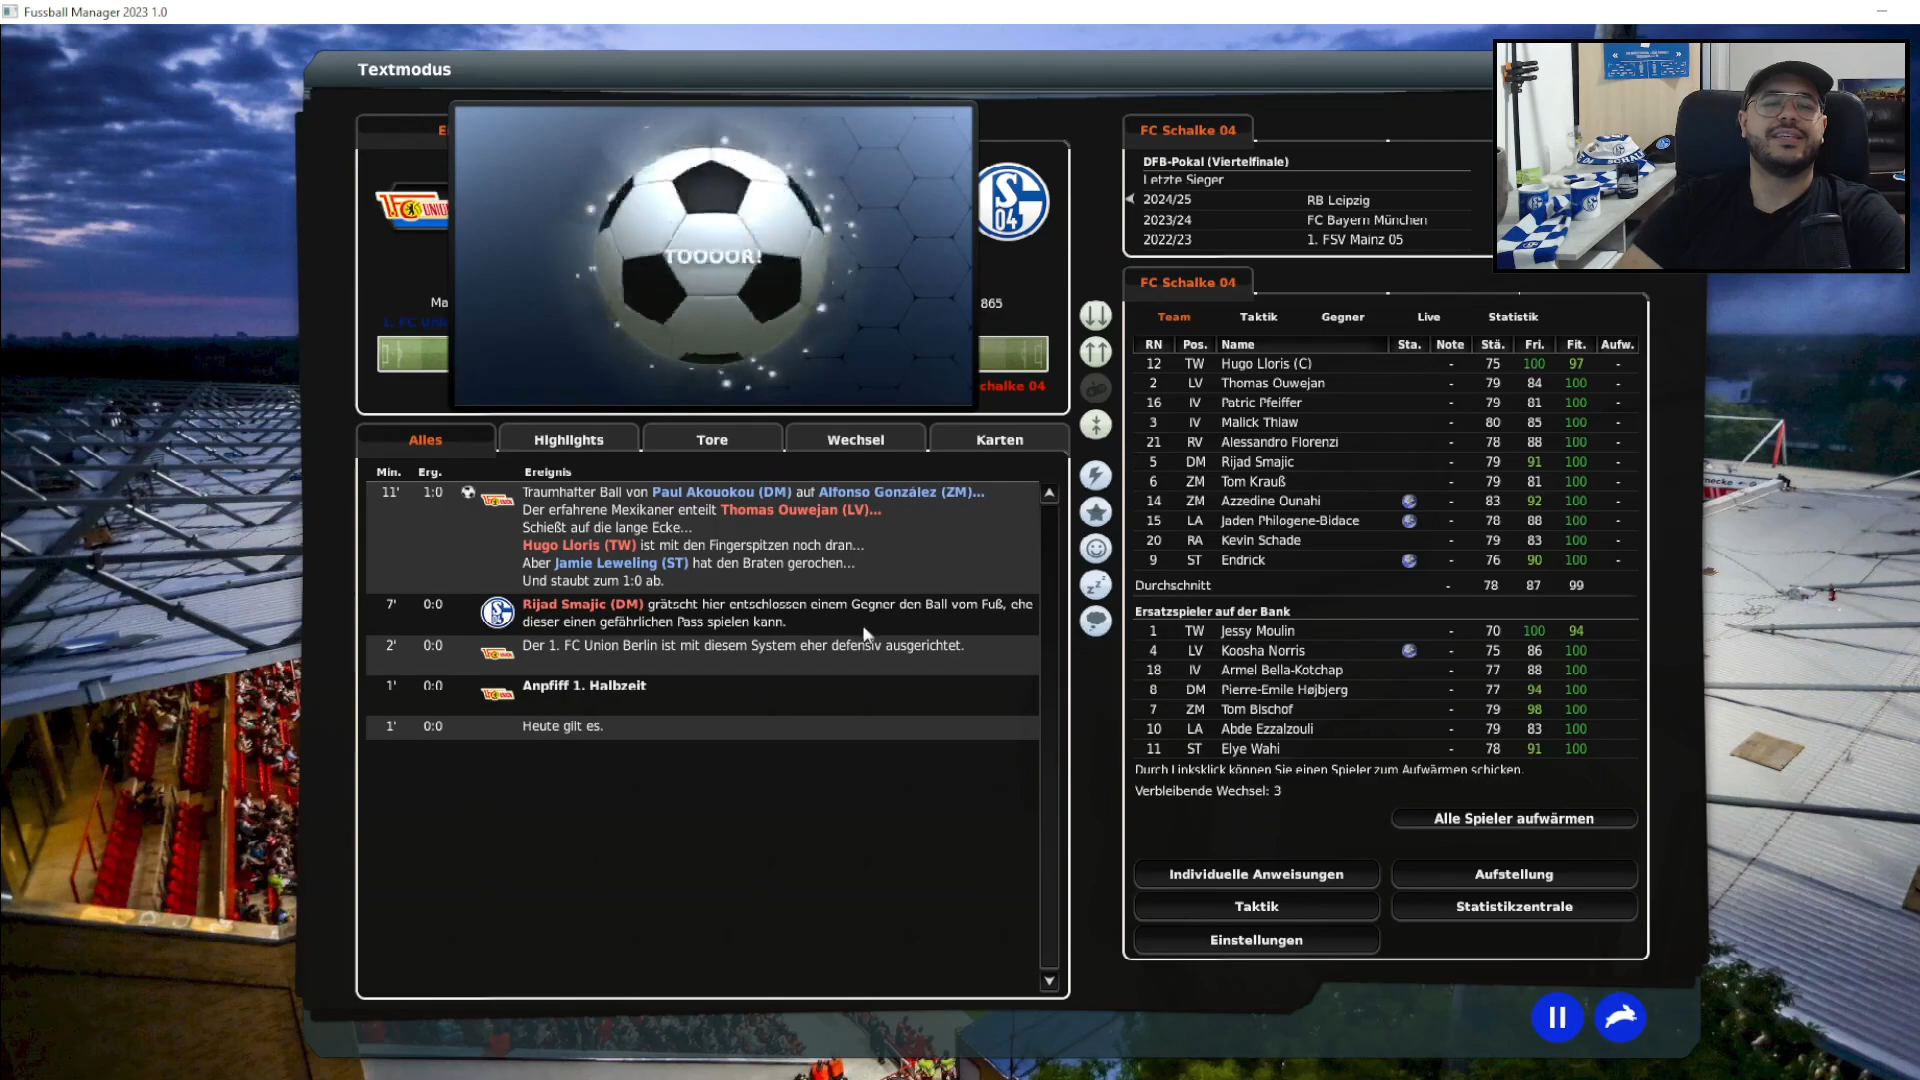 Fussball Manager 2023 1.0
Textmodus
TOOOOR!
865
Ma
chalke 04
Alles Highlights Tore Wechsel Karten
Min. Erg. Ereignis
11' 1:0 Traumhafter Ball von Paul Akouokou (DM) auf Alfonso González (ZM)...
Der erfahrene Mexikaner enteilt Thomas Ouwejan (LV)...
Schießt auf die lange Ecke...
Hugo Lloris (TW) ist mit den Fingerspitzen noch dran...
Aber Jamie Leweling (ST) hat den Braten gerochen...
Und staubt zum 1:0 ab.
7' 0:0 Rijad Smajic (DM) grätscht hier entschlossen einem Gegner den Ball vom Fuß, ehe
dieser einen gefährlichen Pass spielen kann.
2' 0:0 Der 1. FC Union Berlin ist mit diesem System eher defensiv ausgerichtet.
1' 0:0 Anpfiff 1. Halbzeit
1' 0:0 Heute gilt es.
FC Schalke 04
DFB-Pokal (Viertelfinale)
Letzte Sieger
2024/25 RB Leipzig
2023/24 FC Bayern München
2022/23 1. FSV Mainz 05
FC Schalke 04
Team Taktik Gegner Live Statistik
RN Pos. Name Sta. Note Stä. Fri. Fit. Aufw.
12 TW Hugo Lloris (C) - 75 100 97 -
2 LV Thomas Ouwejan - 79 84 100 -
16 IV Patric Pfeiffer - 79 81 100 -
3 IV Malick Thiaw - 80 85 100 -
21 RV Alessandro Florenzi - 78 88 100 -
5 DM Rijad Smajic - 79 91 100 -
6 ZM Tom Krauß - 79 81 100 -
14 ZM Azzedine Ounahi - 83 92 100 -
15 LA Jaden Philogene-Bidace - 78 88 100 -
20 RA Kevin Schade - 79 83 100 -
9 ST Endrick - 76 90 100 -
Durchschnitt - 78 87 99
Ersatzspieler auf der Bank
1 TW Jessy Moulin - 70 100 94
4 LV Koosha Norris - 75 86 100
18 IV Armel Bella-Kotchap - 77 88 100
8 DM Pierre-Emile Højbjerg - 77 94 100
7 ZM Tom Bischof - 79 98 100
10 LA Abde Ezzalzouli - 79 83 100
11 ST Elye Wahi - 78 91 100
Durch Linksklick können Sie einen Spieler zum Aufwärmen schicken.
Verbleibende Wechsel: 3
Alle Spieler aufwärmen
Individuelle Anweisungen Aufstellung
Taktik Statistikzentrale
Einstellungen